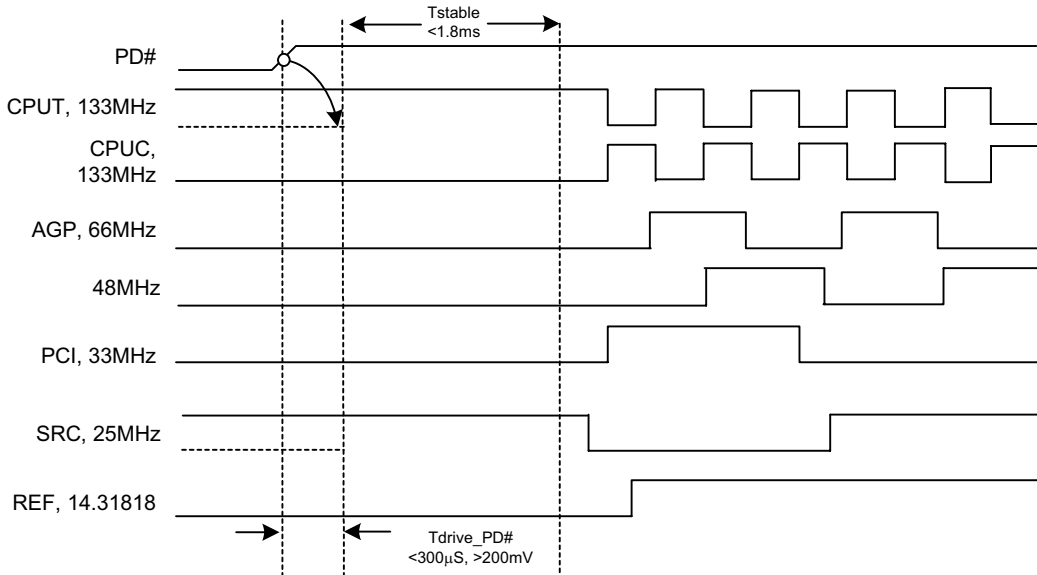 Tstable
<1.8ms
PD#
CPUT, 133MHz
CPUC,
133MHz
AGP, 66MHz
48MHz
PCI, 33MHz
SRC, 25MHz
REF, 14.31818
Tdrive_PD#
<300μS, >200mV